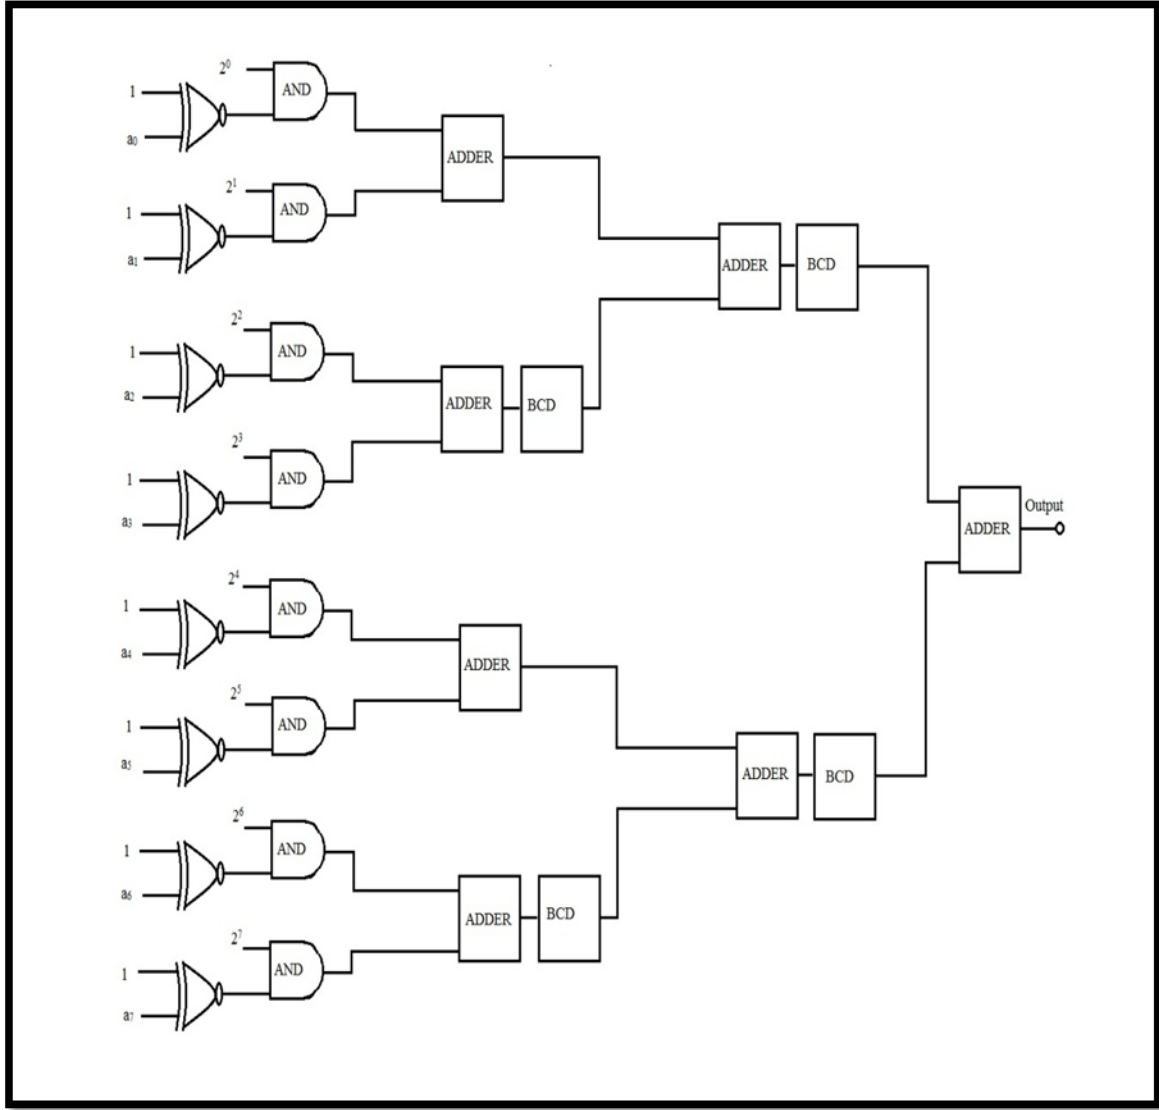 2⁰
1
AND
a₀
ADDER
2¹
1
AND
a₁
ADDER
BCD
2²
1
AND
a₂
ADDER
BCD
2³
1
AND
a₃
Output
ADDER
2⁴
1
AND
a₄
ADDER
2⁵
1
AND
a₅
ADDER
BCD
2⁶
1
AND
a₆
ADDER
BCD
2⁷
1
AND
a₇